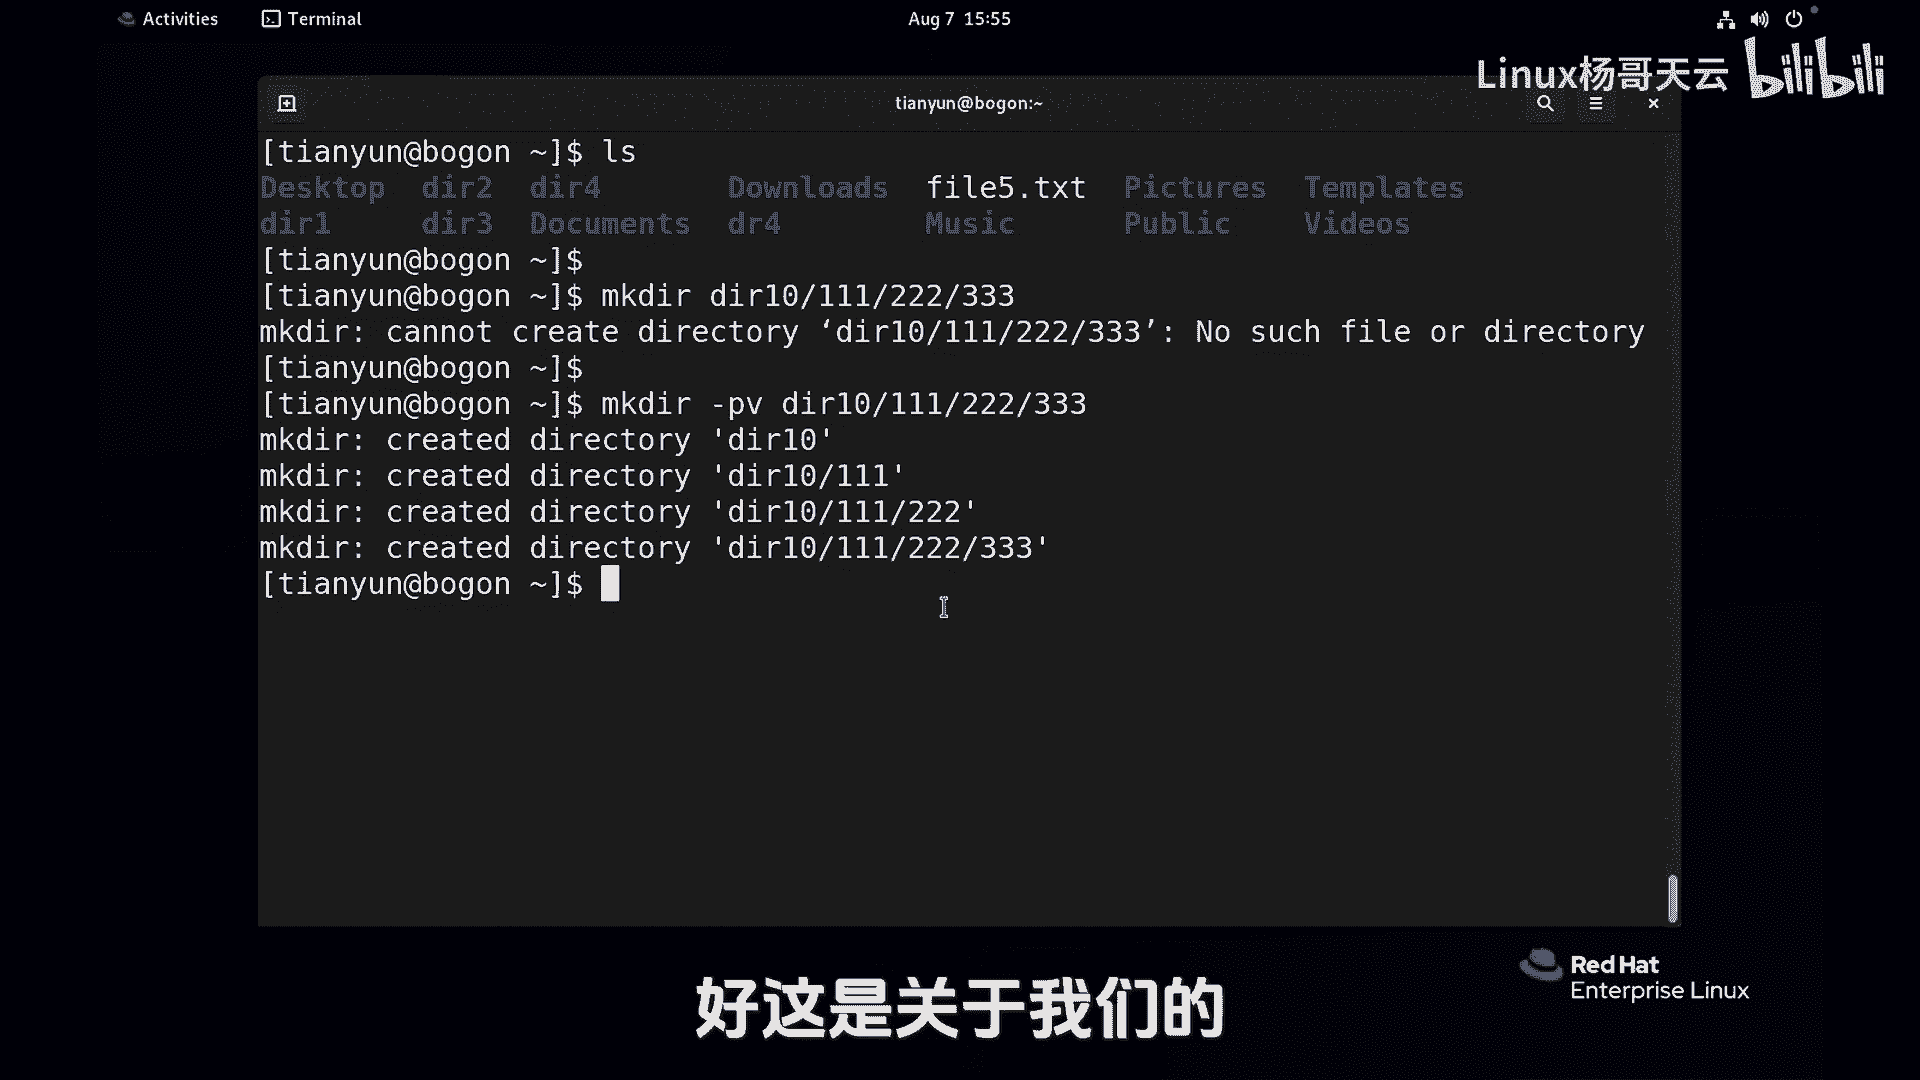 Activities Terminal Aug 7 15:55
Linux杨哥天云 bilibili
tianyun@bogon:~
[tianyun@bogon ~]$ ls
Desktop dir2 dir4 Downloads file5.txt Pictures Templates
dir1 dir3 Documents dr4 Music Public Videos
[tianyun@bogon ~]$
[tianyun@bogon ~]$ mkdir dir10/111/222/333
mkdir: cannot create directory ‘dir10/111/222/333’: No such file or directory
[tianyun@bogon ~]$
[tianyun@bogon ~]$ mkdir -pv dir10/111/222/333
mkdir: created directory 'dir10'
mkdir: created directory 'dir10/111'
mkdir: created directory 'dir10/111/222'
mkdir: created directory 'dir10/111/222/333'
[tianyun@bogon ~]$
Red Hat
Enterprise Linux
好这是关于我们的